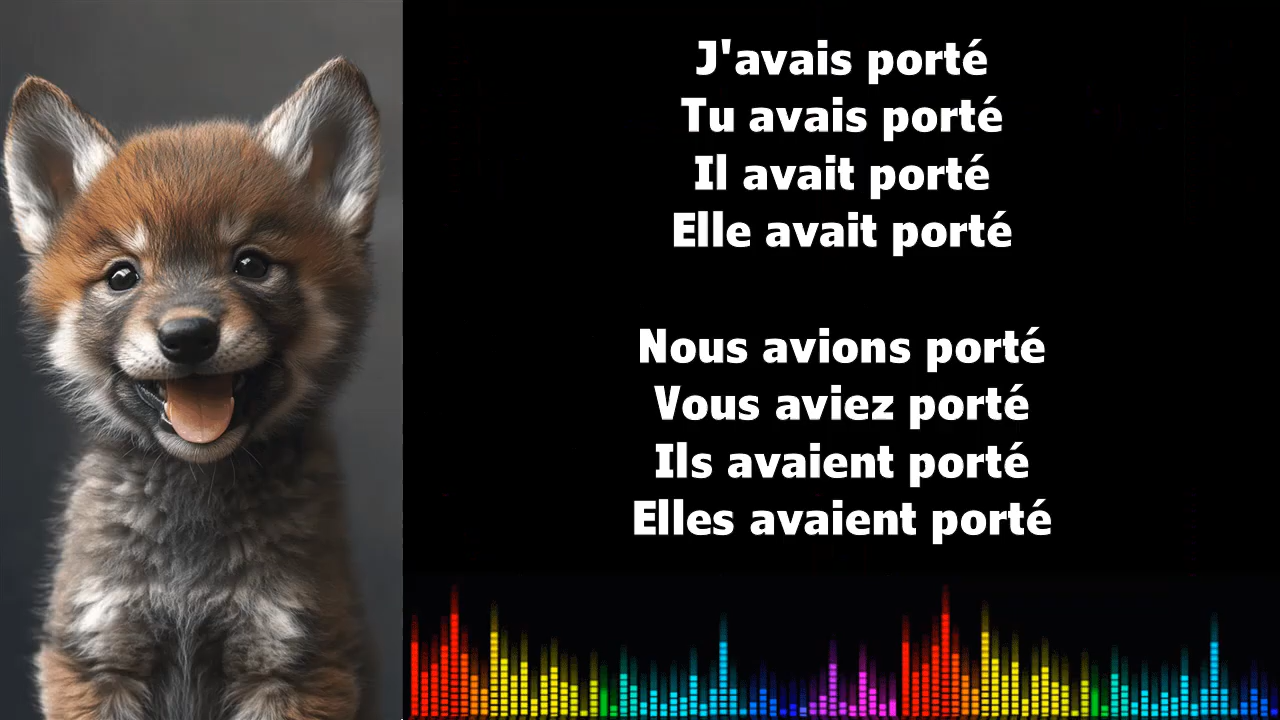 J'avais porté
Tu avais porté
Il avait porté
Elle avait porté
Nous avions porté
Vous aviez porté
Ils avaient porté
Elles avaient porté